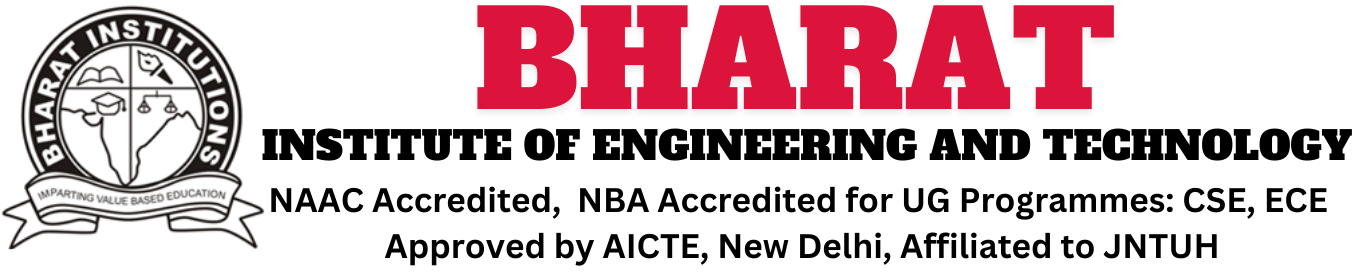 BHARAT INSTITUTIONS
IMPARTING VALUE BASED EDUCATION
BHARAT
INSTITUTE OF ENGINEERING AND TECHNOLOGY
NAAC Accredited, NBA Accredited for UG Programmes: CSE, ECE
Approved by AICTE, New Delhi, Affiliated to JNTUH